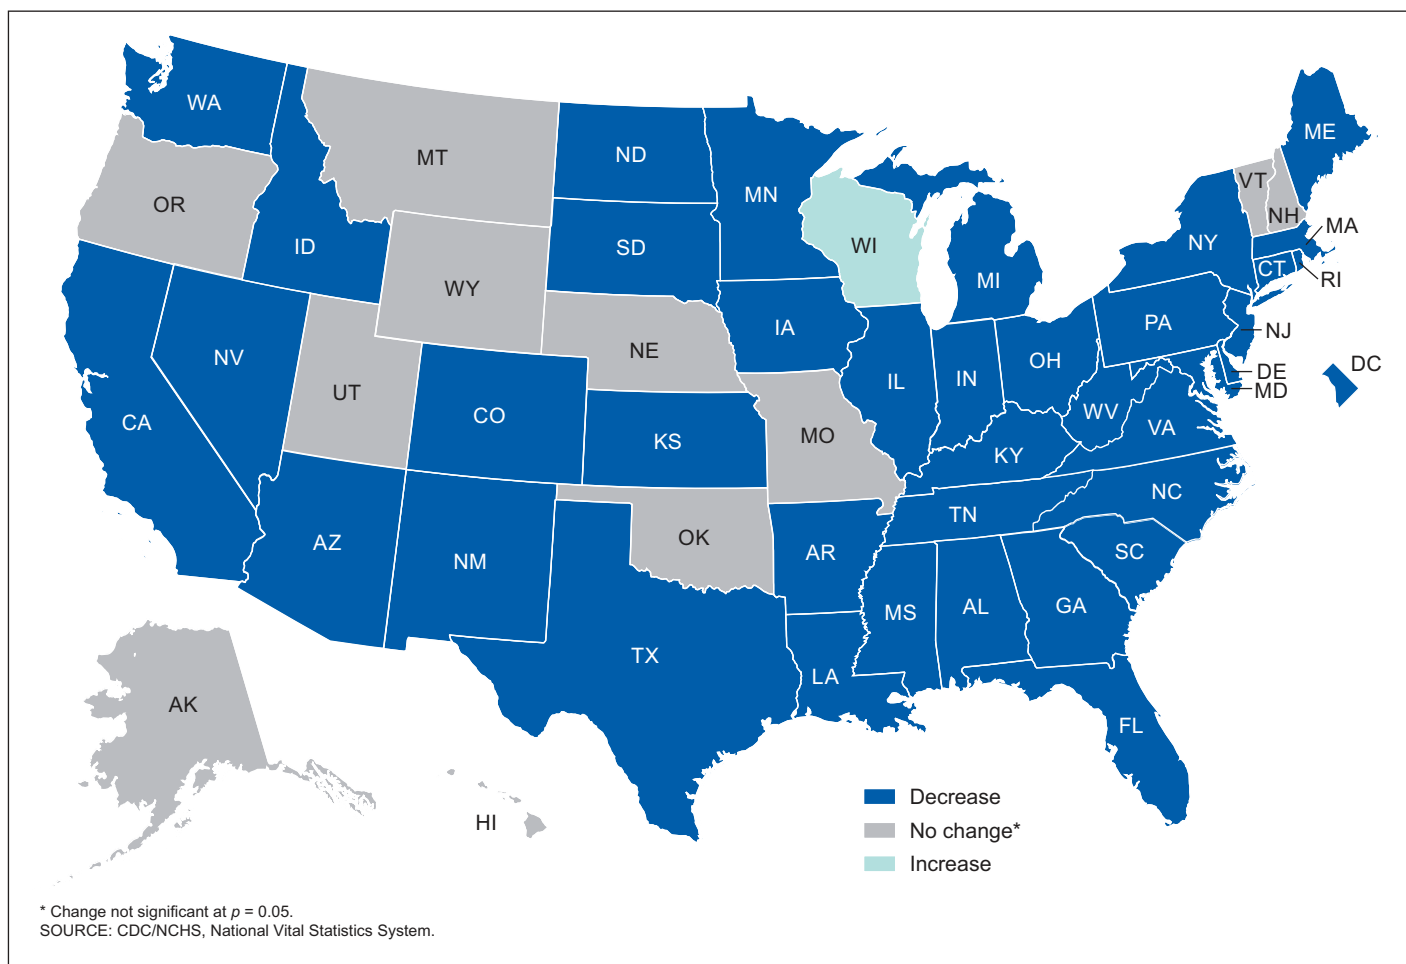 WA
MT
ND
MN
ME
OR
ID
SD
WI
MI
VT
NH
NY
MA
WY
CT
RI
NV
UT
NE
IA
PA
NJ
CA
CO
KS
MO
IL
IN
OH
WV
VA
DE
MD
DC
KY
AZ
NM
OK
AR
TN
NC
SC
TX
LA
MS
AL
GA
FL
AK
HI
Decrease
No change*
Increase
* Change not significant at p = 0.05.
SOURCE: CDC/NCHS, National Vital Statistics System.